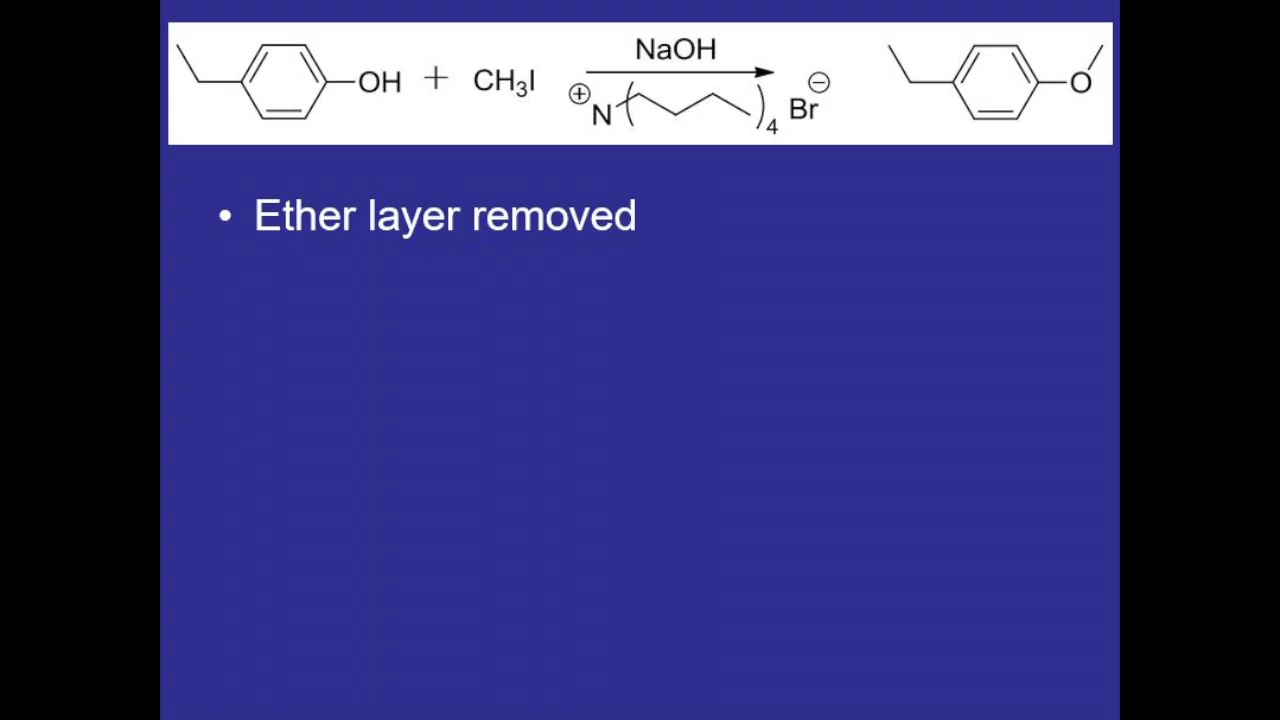 NaOH
OH + CH₃I ⊕ N ( )₄ Br ⊖ O
• Ether layer removed